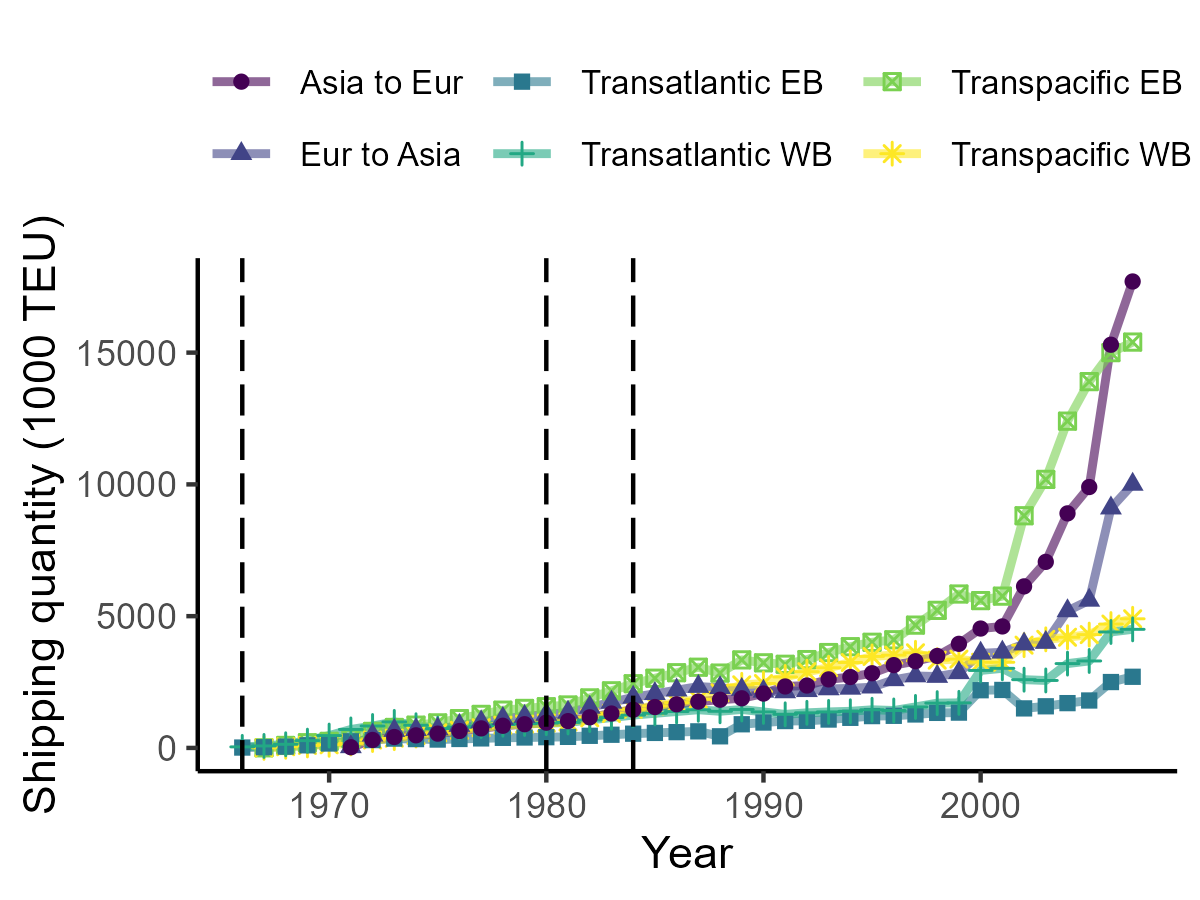 Asia to Eur Transatlantic EB Transpacific EB
Eur to Asia Transatlantic WB Transpacific WB
Shipping quantity (1000 TEU)
15000
10000
5000
0
1970 1980 1990 2000
Year